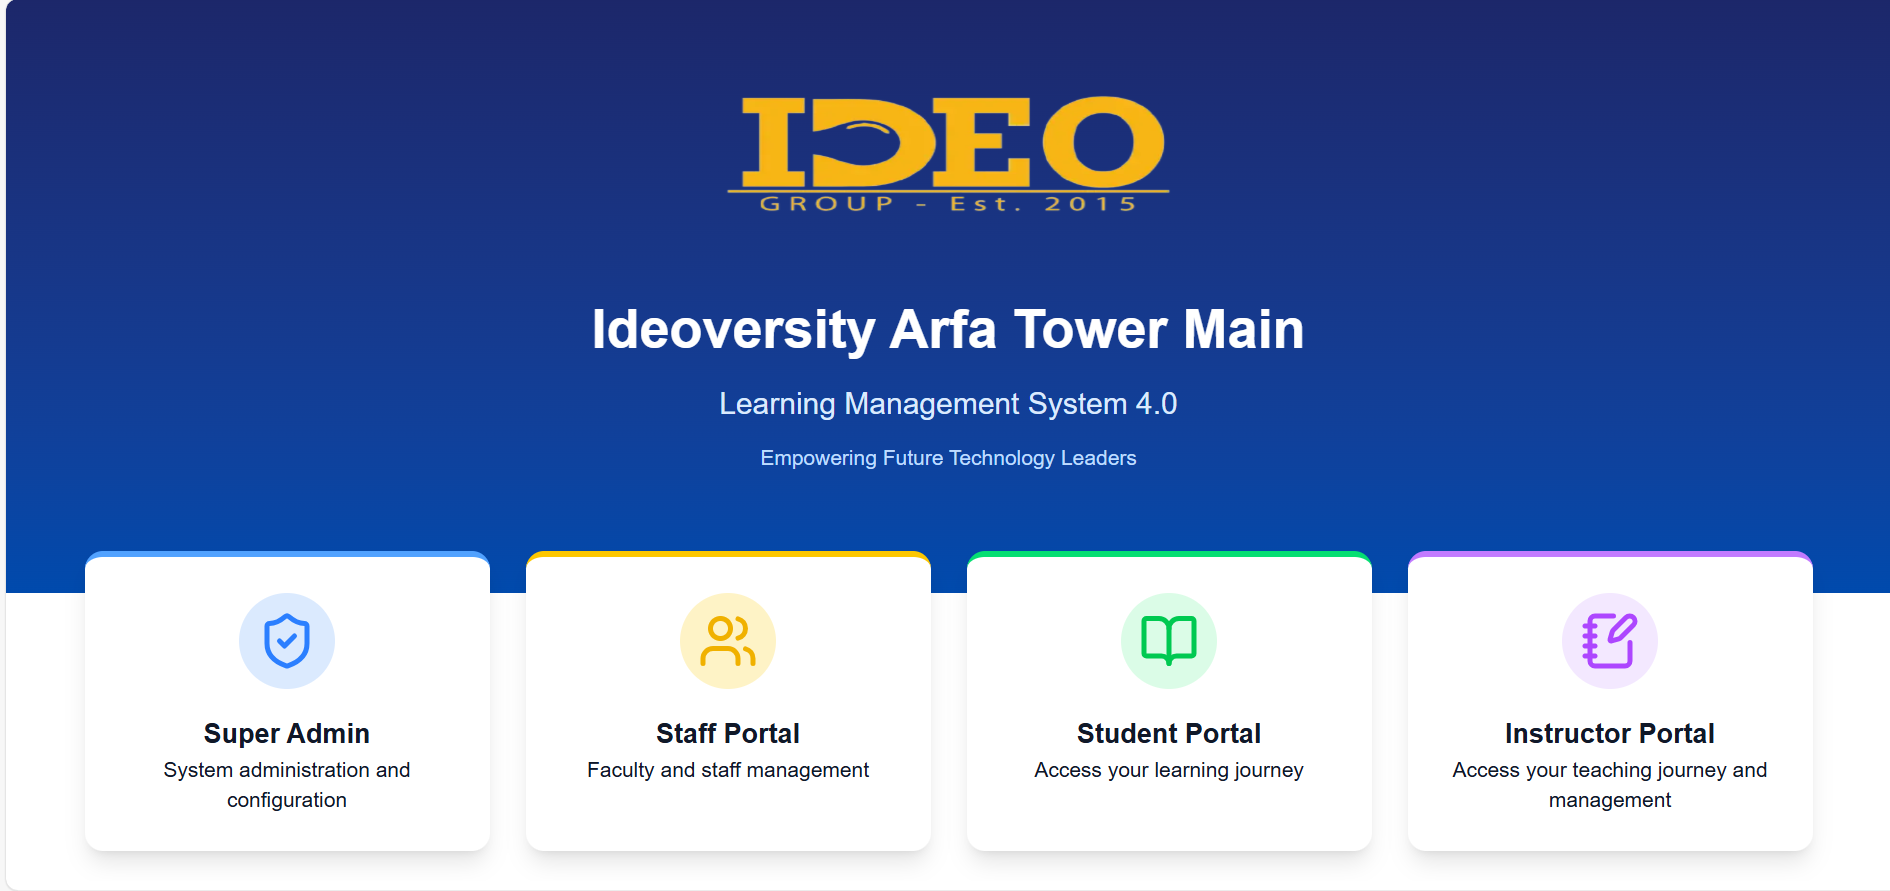 IDEO
GROUP - Est. 2015
Ideoversity Arfa Tower Main
Learning Management System 4.0
Empowering Future Technology Leaders
Super Admin
System administration and
configuration
Staff Portal
Faculty and staff management
Student Portal
Access your learning journey
Instructor Portal
Access your teaching journey and
management